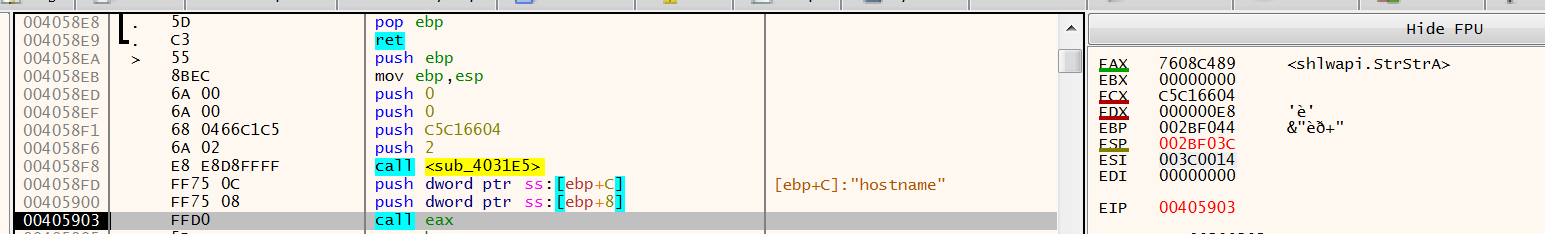 004058E8 . 5D pop ebp
004058E9 . C3 ret
004058EA > 55 push ebp
004058EB 8BEC mov ebp,esp
004058ED 6A 00 push 0
004058EF 6A 00 push 0
004058F1 68 0466C1C5 push C5C16604
004058F6 6A 02 push 2
004058F8 E8 E8D8FFFF call <sub_4031E5>
004058FD FF75 0C push dword ptr ss:[ebp+C] [ebp+C]:"hostname"
00405900 FF75 08 push dword ptr ss:[ebp+8]
00405903 FFD0 call eax
Hide FPU
EAX 7608C489 <shlwapi.StrStrA>
EBX 00000000
ECX C5C16604
EDX 000000E8 'è'
EBP 002BF044 &"èð+"
ESP 002BF03C
ESI 003C0014
EDI 00000000
EIP 00405903